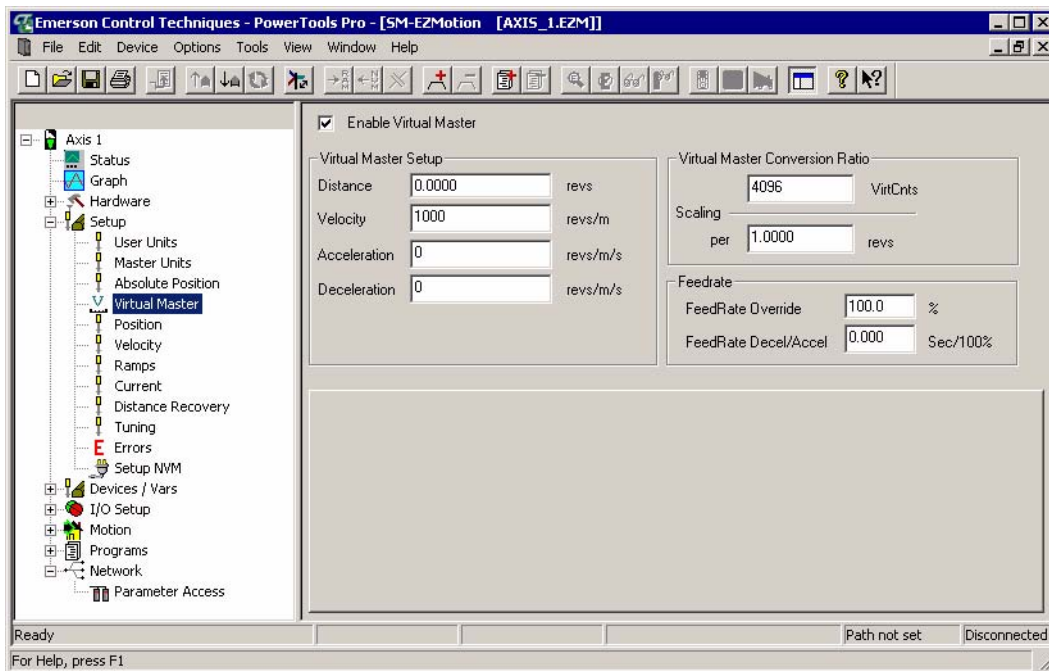 Emerson Control Techniques - PowerTools Pro - [SM-EZMotion [AXIS_1.EZM]]
File Edit Device Options Tools View Window Help
Axis 1
Status
Graph
Hardware
Setup
User Units
Master Units
Absolute Position
Virtual Master
Position
Velocity
Ramps
Current
Distance Recovery
Tuning
E Errors
Setup NVM
Devices / Vars
I/O Setup
Motion
Programs
Network
Parameter Access
Enable Virtual Master
Virtual Master Setup
Distance 0.0000 revs
Velocity 1000 revs/m
Acceleration 0 revs/m/s
Deceleration 0 revs/m/s
Virtual Master Conversion Ratio
4096 VirtCnts
Scaling
per 1.0000 revs
Feedrate
FeedRate Override 100.0 %
FeedRate Decel/Accel 0.000 Sec/100%
Ready Path not set Disconnected
For Help, press F1